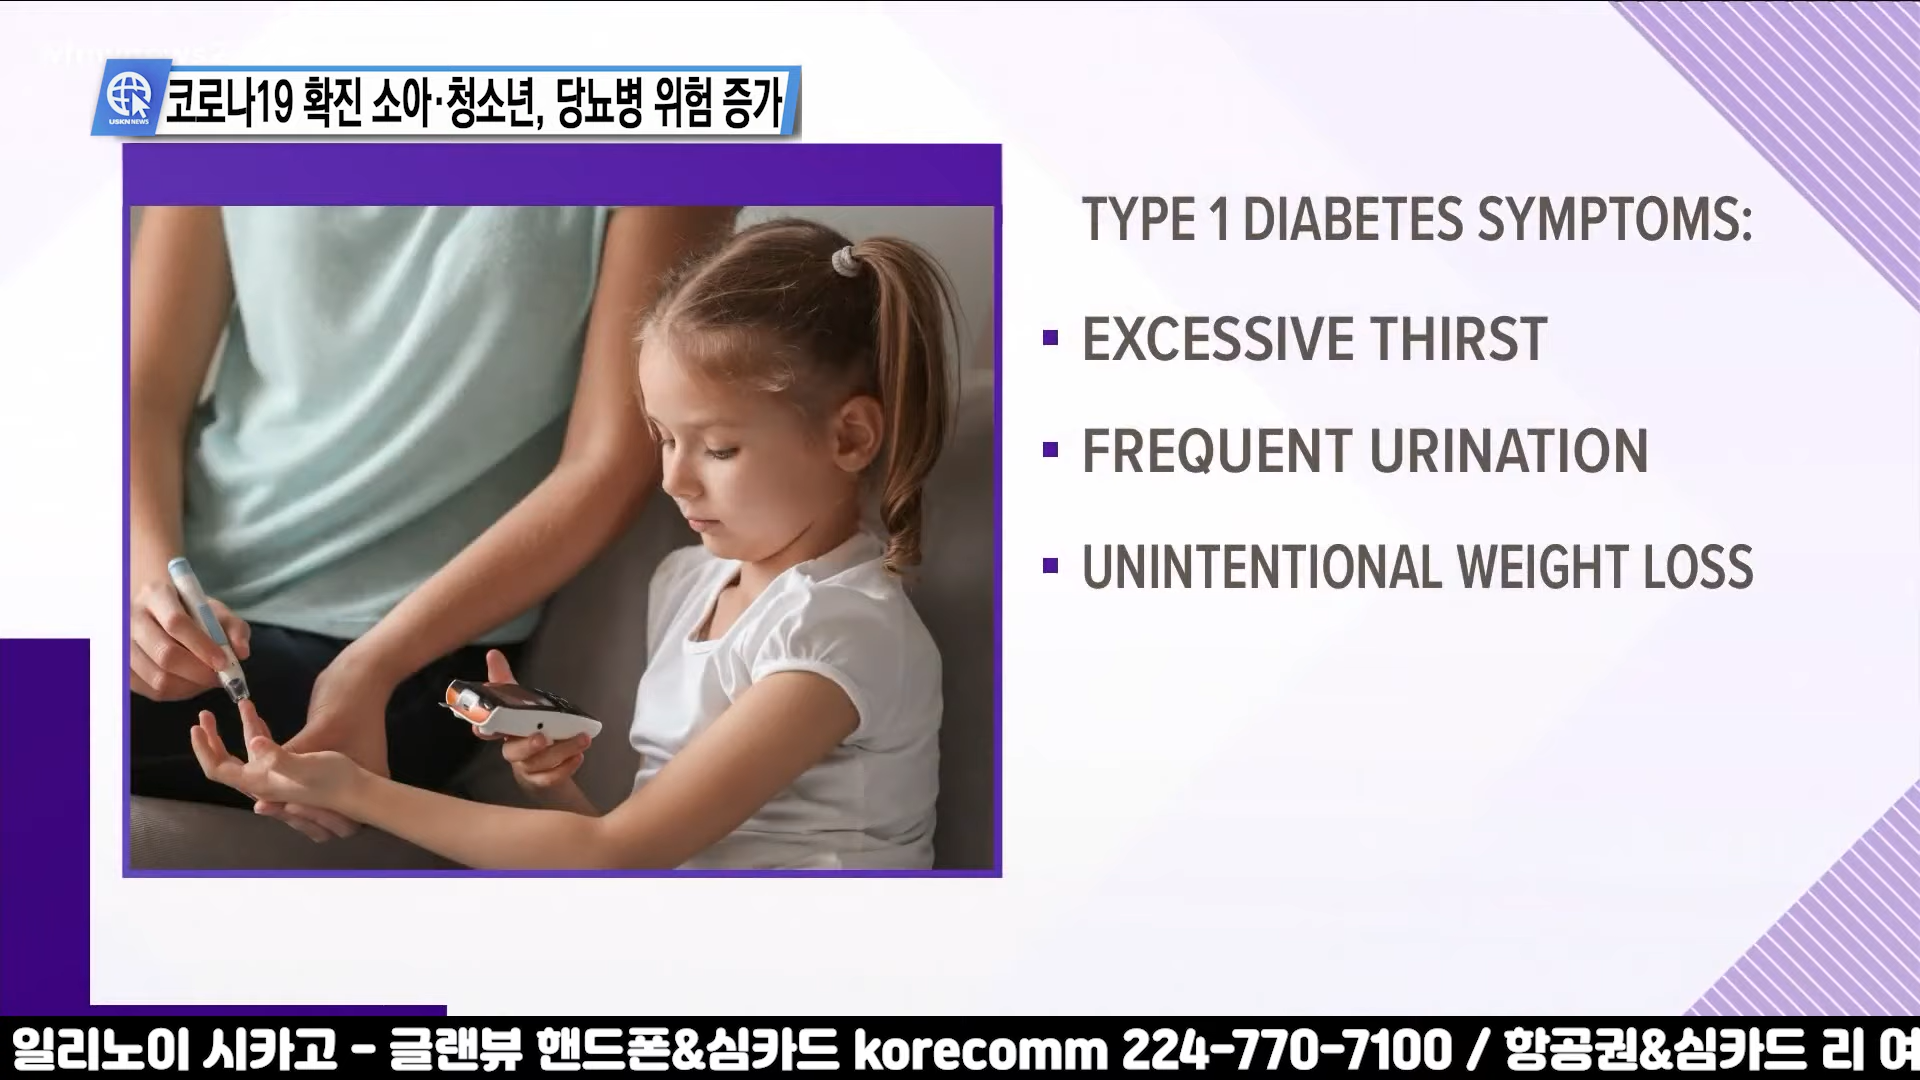 코로나19 확진 소아·청소년, 당뇨병 위험 증가
USKN NEWS
TYPE 1 DIABETES SYMPTOMS:
EXCESSIVE THIRST
FREQUENT URINATION
UNINTENTIONAL WEIGHT LOSS
일리노이 시카고 - 글랜뷰 핸드폰&심카드 korecomm 224-770-7100 / 항공권&심카드 리 여